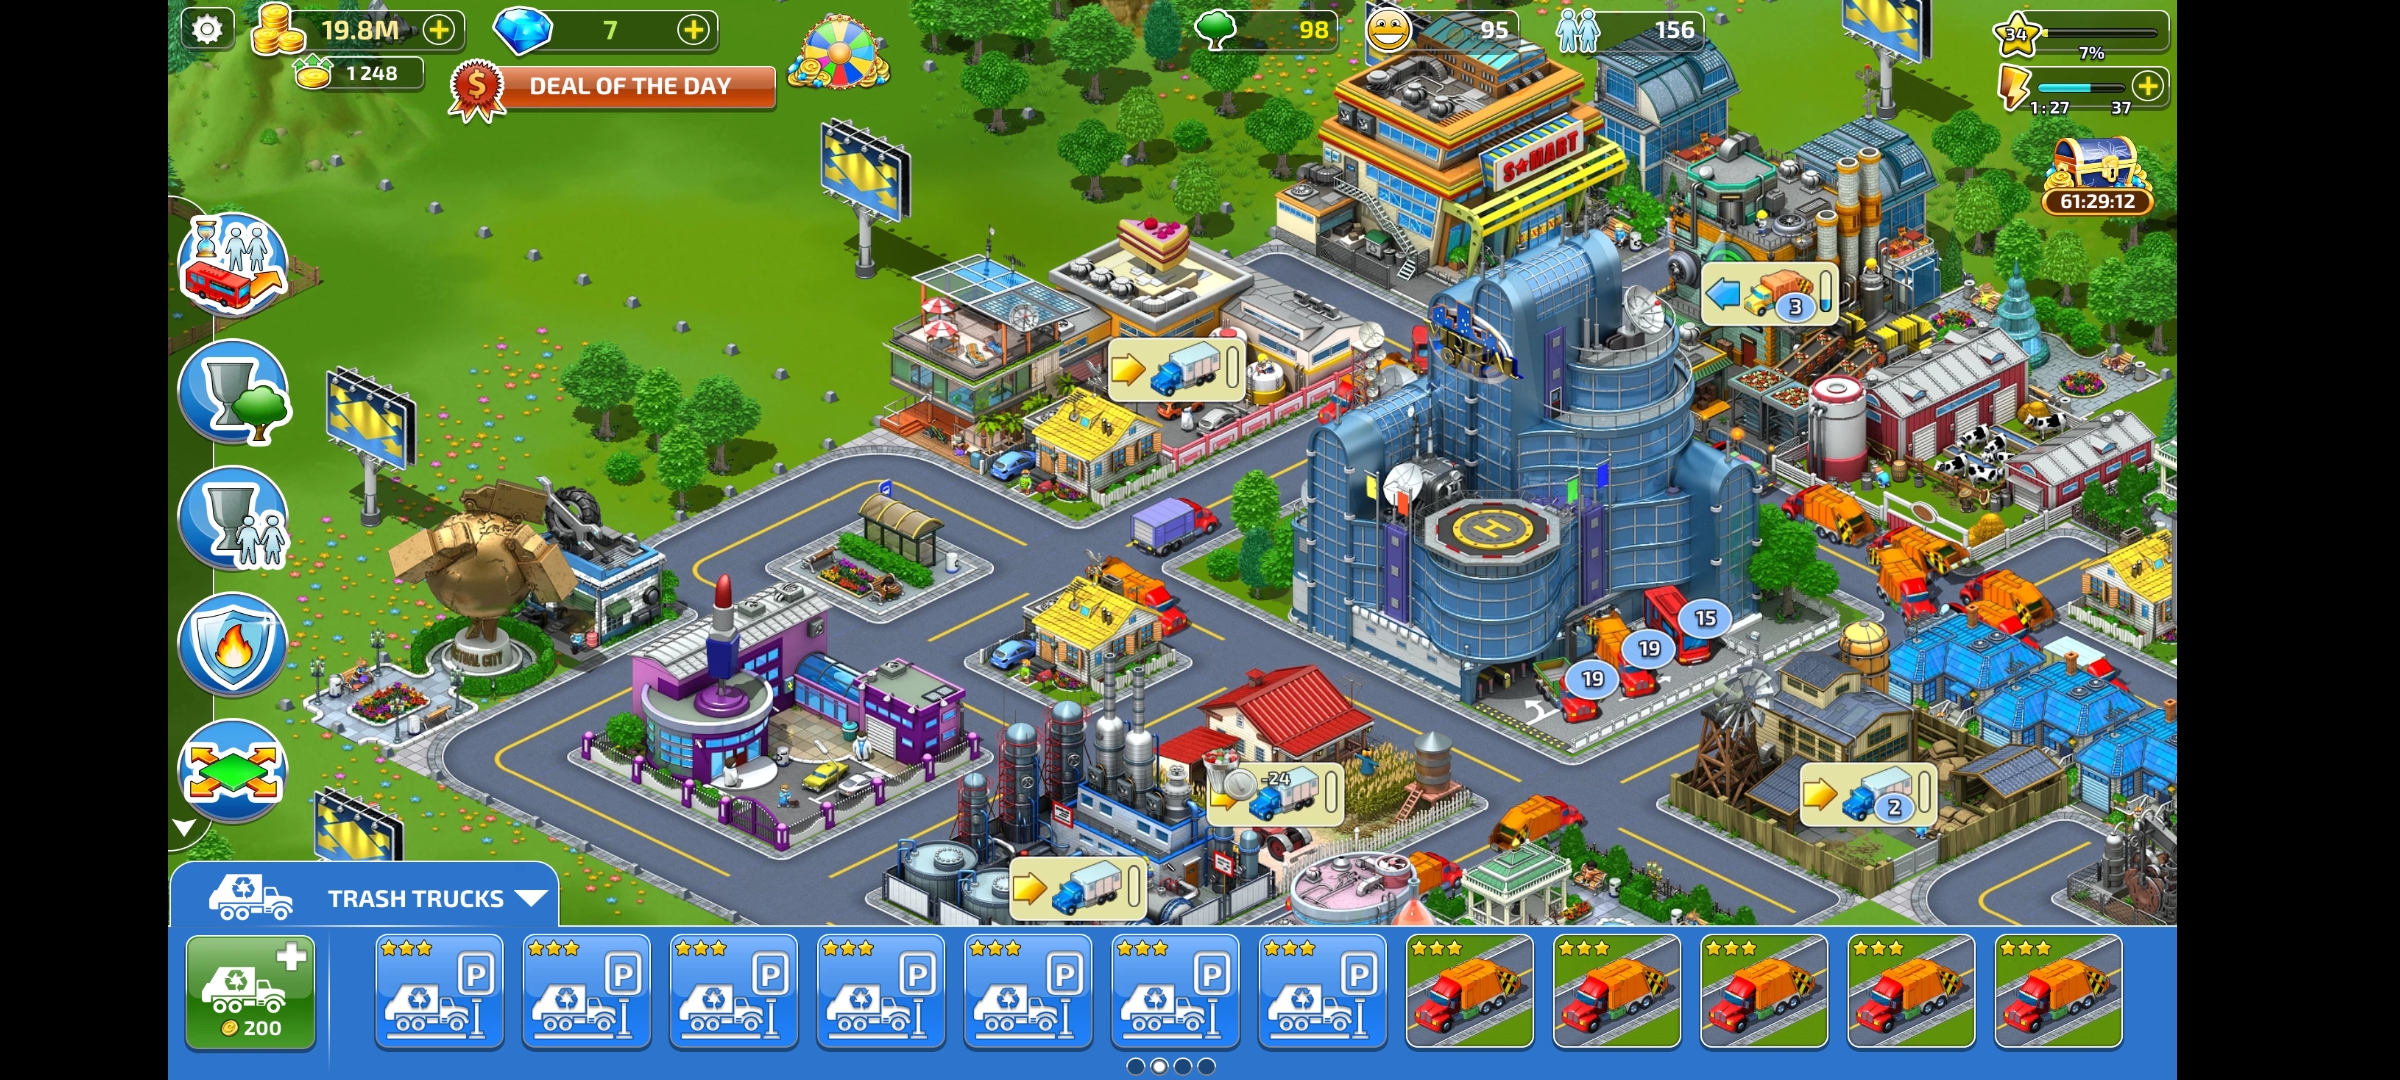 19.8M
7
98
95
156
34
7%
1 248
DEAL OF THE DAY
1:27
37
S★MART
61:29:12
3
H
15
19
19
-24
2
TRASH TRUCKS
200
P
P
P
P
P
P
P